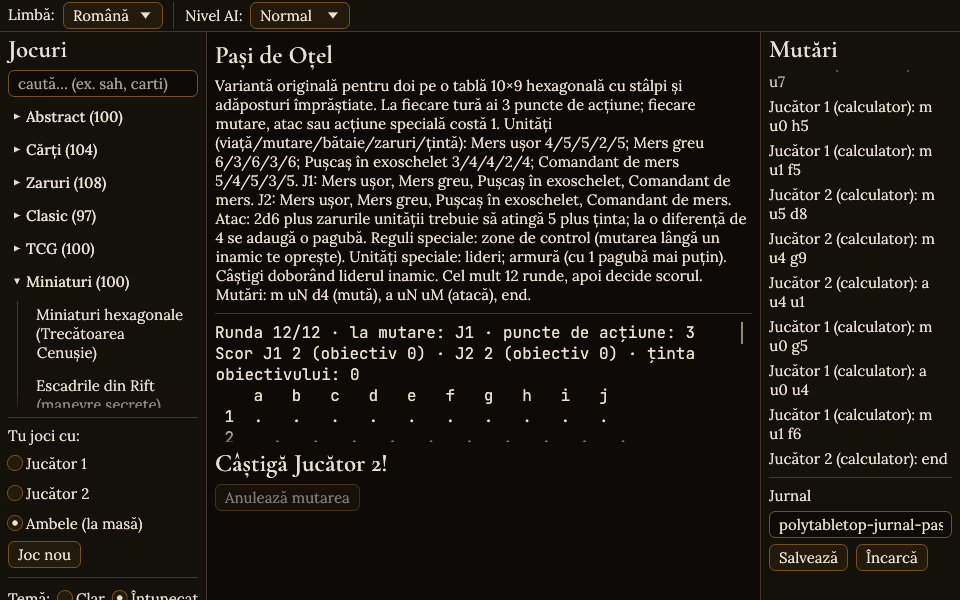 Limbă: Română ▼ Nivel AI: Normal ▼
Jocuri
caută... (ex. sah, carti)
▸ Abstract (100)
▸ Cărți (104)
▸ Zaruri (108)
▸ Clasic (97)
▸ TCG (100)
▾ Miniaturi (100)
Miniaturi hexagonale
(Trecătoarea
Cenușie)
Escadrile din Rift
(manevre secrete)
Tu joci cu:
Jucător 1
Jucător 2
Ambele (la masă)
Joc nou
Temă: Clar Întunecat
Pași de Oțel
Variantă originală pentru doi pe o tablă 10×9 hexagonală cu stâlpi și
adăposturi împrăștiate. La fiecare tură ai 3 puncte de acțiune; fiecare
mutare, atac sau acțiune specială costă 1. Unități
(viață/mutare/bătaie/zaruri/țintă): Mers ușor 4/5/5/2/5; Mers greu
6/3/6/3/6; Pușcaș în exoschelet 3/4/4/2/4; Comandant de mers
5/4/5/3/5. J1: Mers ușor, Mers greu, Pușcaș în exoschelet, Comandant de
mers. J2: Mers ușor, Mers greu, Pușcaș în exoschelet, Comandant de mers.
Atac: 2d6 plus zarurile unității trebuie să atingă 5 plus ținta; la o diferență de
4 se adaugă o pagubă. Reguli speciale: zone de control (mutarea lângă un
inamic te oprește). Unități speciale: lideri; armură (cu 1 pagubă mai puțin).
Câștigi doborând liderul inamic. Cel mult 12 runde, apoi decide scorul.
Mutări: m uN d4 (mută), a uN uM (atacă), end.
Runda 12/12 · la mutare: J1 · puncte de acțiune: 3
Scor J1 2 (obiectiv 0) · J2 2 (obiectiv 0) · ținta
obiectivului: 0
a b c d e f g h i j
1 . . . . . . . . . .
2 . . . . . . . . . .
Câștigă Jucător 2!
Anulează mutarea
Mutări
u7
Jucător 1 (calculator): m
u0 h5
Jucător 1 (calculator): m
u1 f5
Jucător 2 (calculator): m
u5 d8
Jucător 2 (calculator): m
u4 g9
Jucător 2 (calculator): a
u4 u1
Jucător 1 (calculator): m
u0 g5
Jucător 1 (calculator): a
u0 u4
Jucător 1 (calculator): m
u1 f6
Jucător 2 (calculator): end
Jurnal
polytabletop-jurnal-pas
Salvează Încarcă